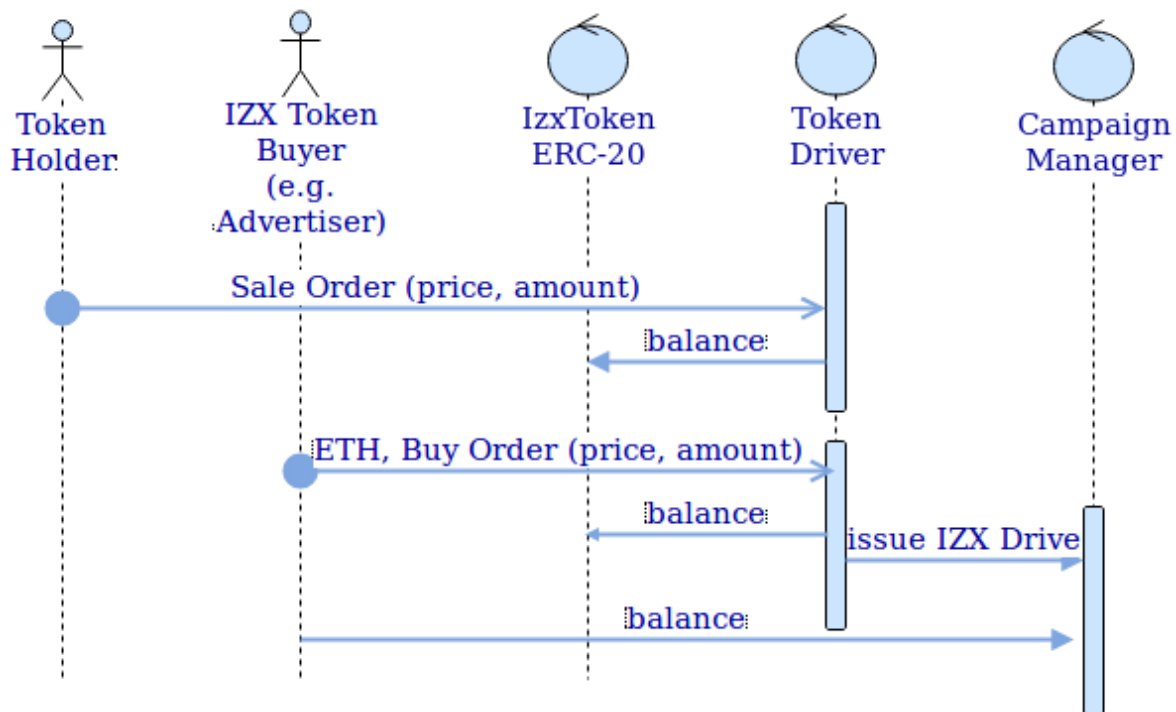 Token
Holder
IZX Token
Buyer
(e.g.
Advertiser)
IzxToken
ERC-20
Token
Driver
Campaign
Manager
Sale Order (price, amount)
balance
ETH, Buy Order (price, amount)
balance
issue IZX Drive
balance